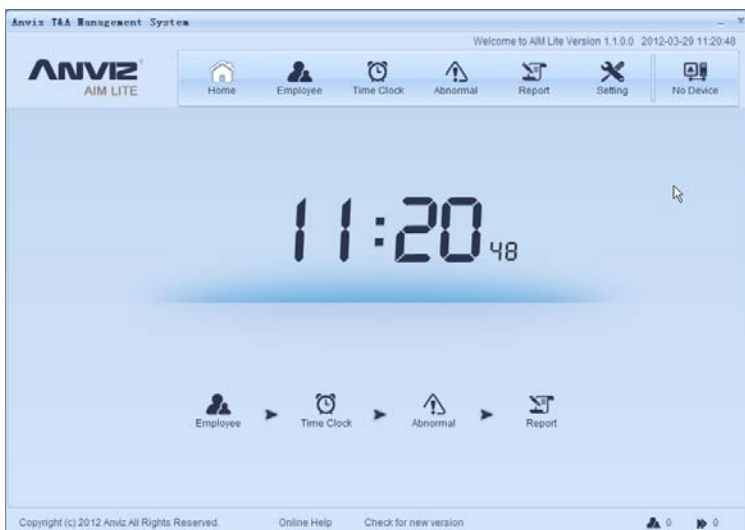 Anviz T&A Management System
Welcome to AIM Lite Version 1.1.0.0 2012-03-29 11:20:48
ANVIZ
AIM LITE
Home Employee Time Clock Abnormal Report Setting No Device
11:20 48
Employee Time Clock Abnormal Report
Copyright (c) 2012 Anviz All Rights Reserved. Online Help Check for new version 0 0